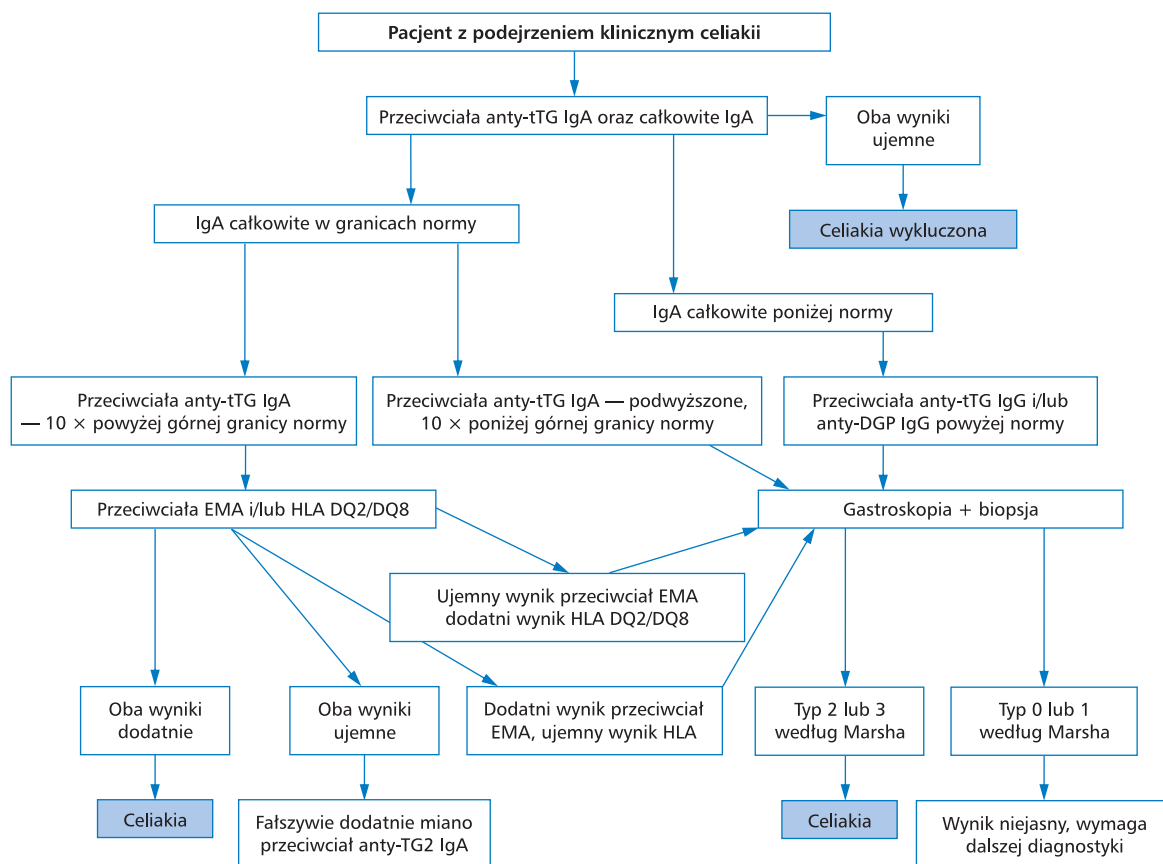 Pacjent z podejrzeniem klinicznym celiakii
Przeciwciała anty-tTG IgA oraz całkowite IgA
Oba wyniki
ujemne
Celiakia wykluczona
IgA całkowite w granicach normy
IgA całkowite poniżej normy
Przeciwciała anty-tTG IgA
— 10 × powyżej górnej granicy normy
Przeciwciała anty-tTG IgA — podwyższone,
10 × poniżej górnej granicy normy
Przeciwciała anty-tTG IgG i/lub
anty-DGP IgG powyżej normy
Przeciwciała EMA i/lub HLA DQ2/DQ8
Gastroskopia + biopsja
Ujemny wynik przeciwciał EMA
dodatni wynik HLA DQ2/DQ8
Oba wyniki
dodatnie
Oba wyniki
ujemne
Dodatni wynik przeciwciał
EMA, ujemny wynik HLA
Typ 2 lub 3
według Marsha
Typ 0 lub 1
według Marsha
Celiakia
Fałszywie dodatnie miano
przeciwciał anty-TG2 IgA
Celiakia
Wynik niejasny, wymaga
dalszej diagnostyki